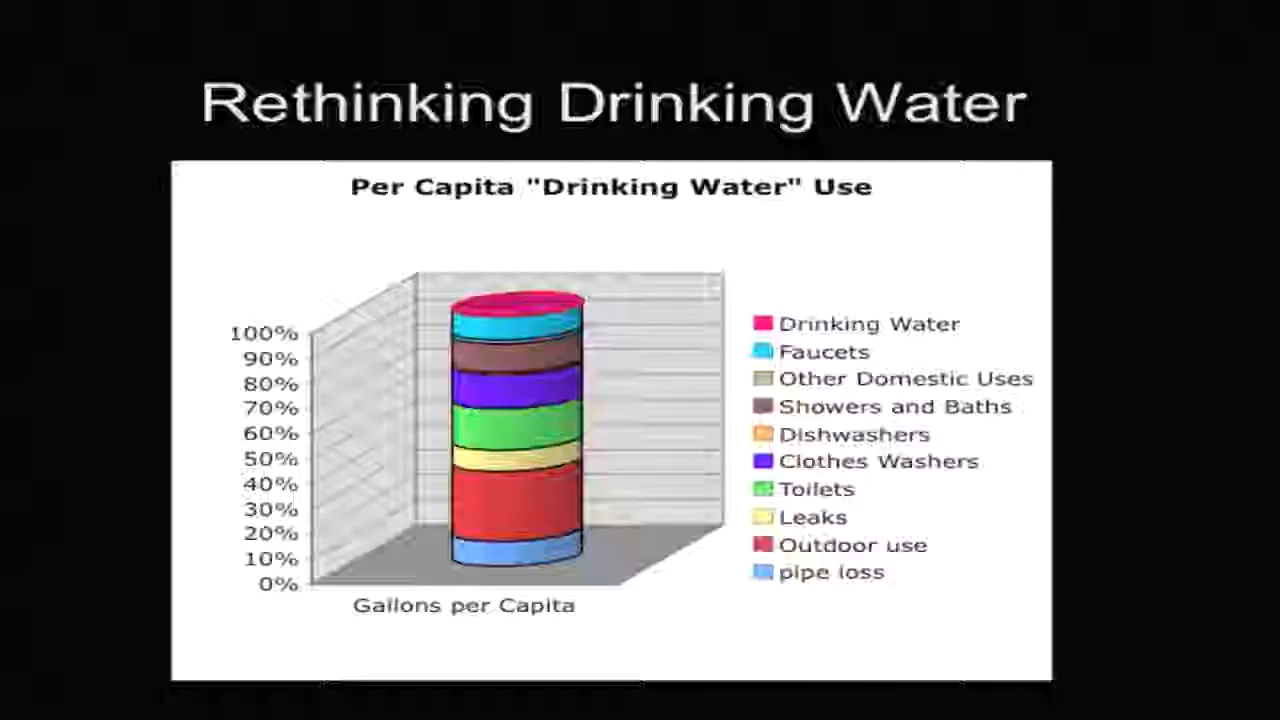 Rethinking Drinking Water
Per Capita "Drinking Water" Use
100%
90%
80%
70%
60%
50%
40%
30%
20%
10%
0%
Gallons per Capita
Drinking Water
Faucets
Other Domestic Uses
Showers and Baths
Dishwashers
Clothes Washers
Toilets
Leaks
Outdoor use
pipe loss